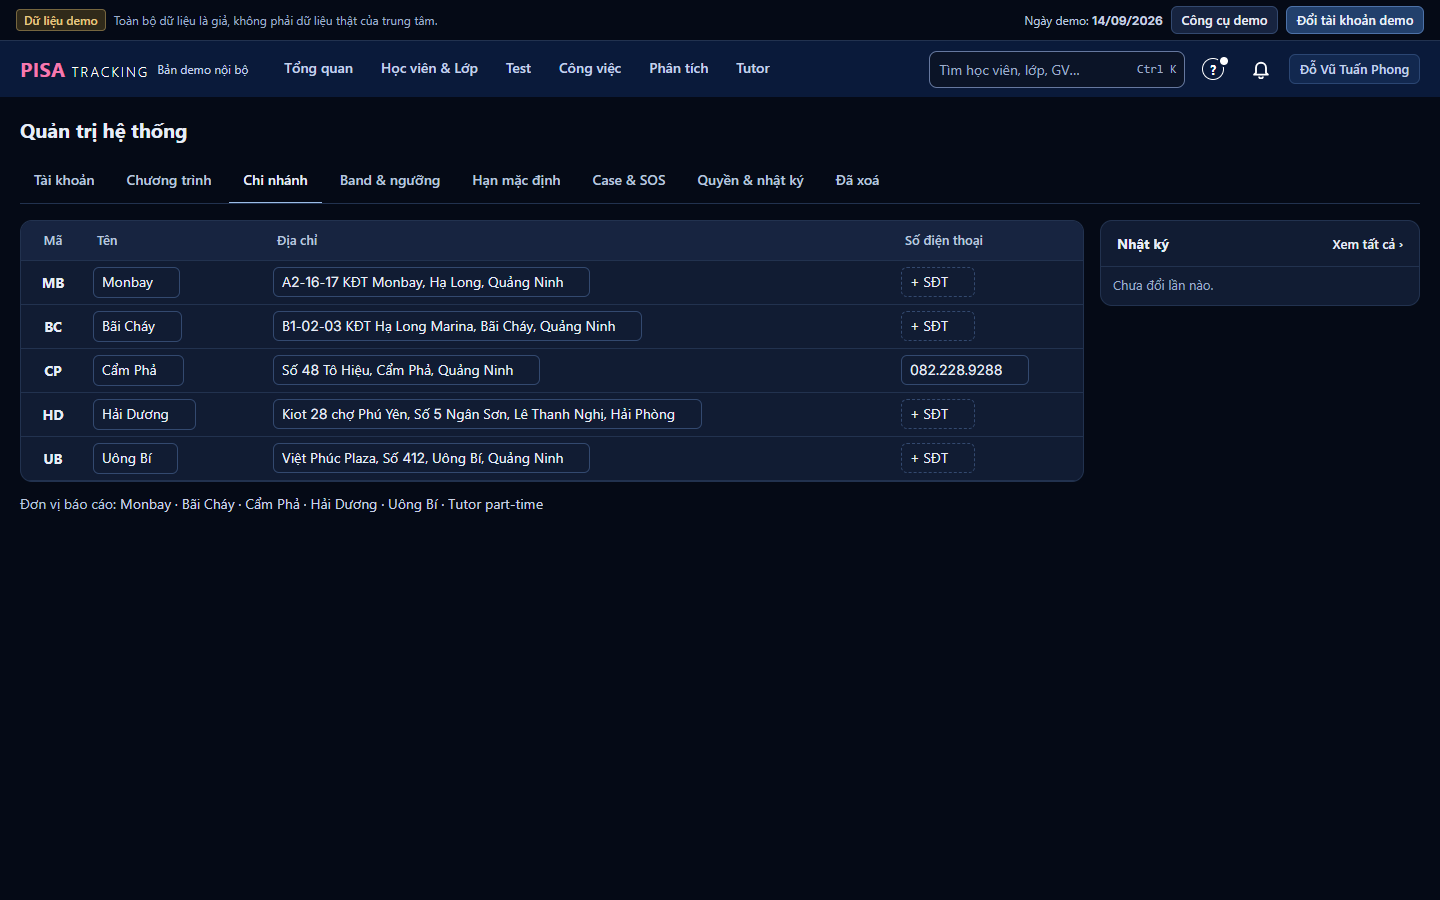 Dữ liệu demo Toàn bộ dữ liệu là giả, không phải dữ liệu thật của trung tâm. Ngày demo: 14/09/2026 Công cụ demo Đổi tài khoản demo
PISA TRACKING Bản demo nội bộ Tổng quan Học viên & Lớp Test Công việc Phân tích Tutor Tìm học viên, lớp, GV... Ctrl K ? Đỗ Vũ Tuấn Phong
Quản trị hệ thống
Tài khoản Chương trình Chi nhánh Band & ngưỡng Hạn mặc định Case & SOS Quyền & nhật ký Đã xoá
Mã Tên Địa chỉ Số điện thoại
MB Monbay A2-16-17 KĐT Monbay, Hạ Long, Quảng Ninh + SĐT
BC Bãi Cháy B1-02-03 KĐT Hạ Long Marina, Bãi Cháy, Quảng Ninh + SĐT
CP Cẩm Phả Số 48 Tô Hiệu, Cẩm Phả, Quảng Ninh 082.228.9288
HD Hải Dương Kiot 28 chợ Phú Yên, Số 5 Ngân Sơn, Lê Thanh Nghị, Hải Phòng + SĐT
UB Uông Bí Việt Phúc Plaza, Số 412, Uông Bí, Quảng Ninh + SĐT
Đơn vị báo cáo: Monbay · Bãi Cháy · Cẩm Phả · Hải Dương · Uông Bí · Tutor part-time
Nhật ký Xem tất cả ›
Chưa đổi lần nào.